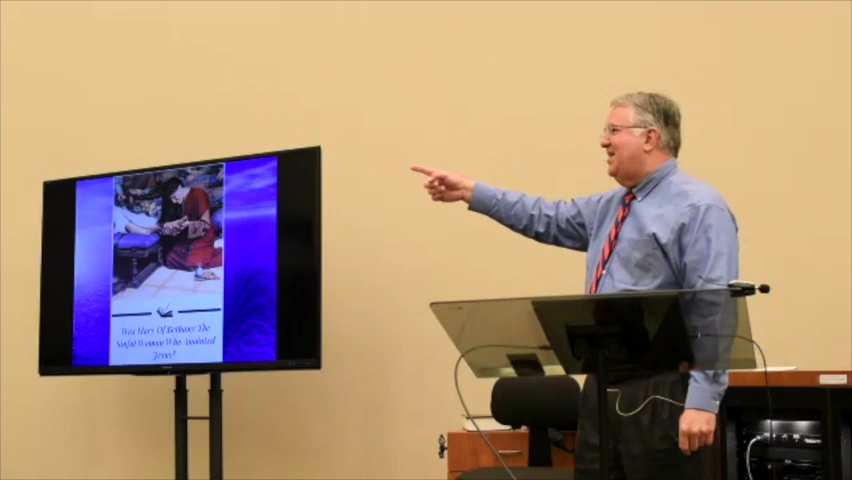 Was Mary Of Bethany The
Sinful Woman Who Anointed
Jesus?